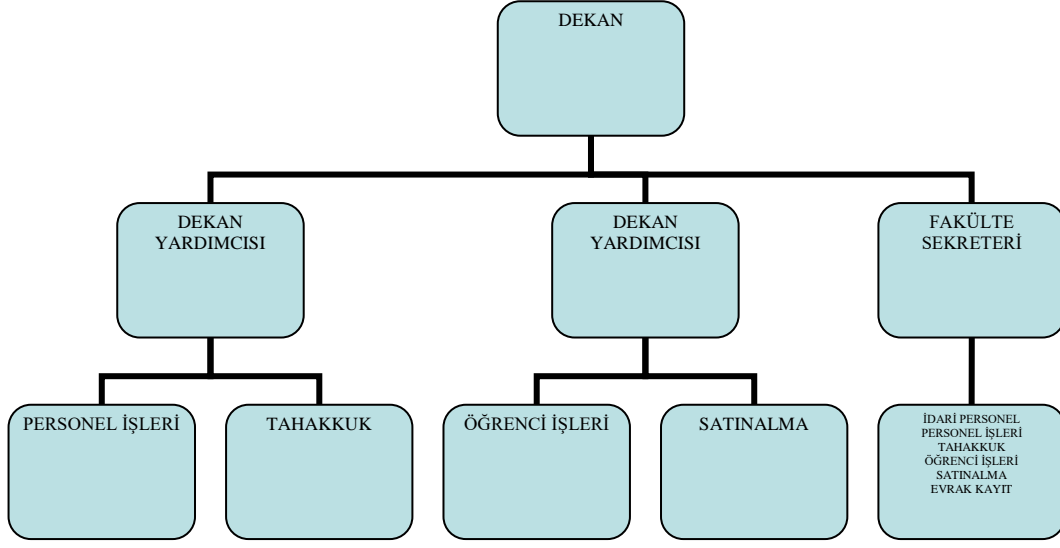 DEKAN
DEKAN
YARDIMCISI
DEKAN
YARDIMCISI
FAKÜLTE
SEKRETERİ
PERSONEL İŞLERİ
TAHAKKUK
ÖĞRENCİ İŞLERİ
SATINALMA
İDARİ PERSONEL
PERSONEL İŞLERİ
TAHAKKUK
ÖĞRENCİ İŞLERİ
SATINALMA
EVRAK KAYIT